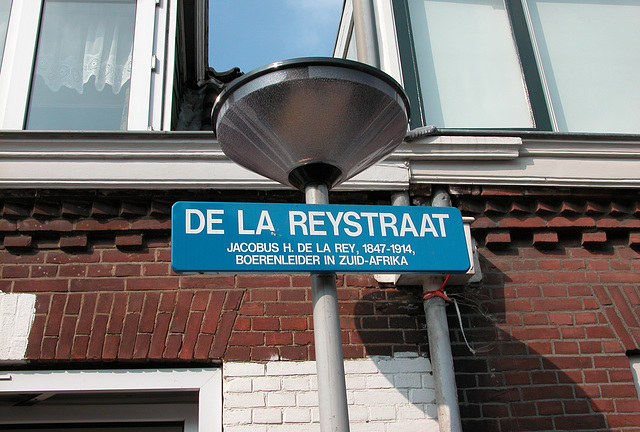 DE LA REYSTRAAT
JACOBUS H. DE LA REY, 1847-1914,
BOERENLEIDER IN ZUID-AFRIKA